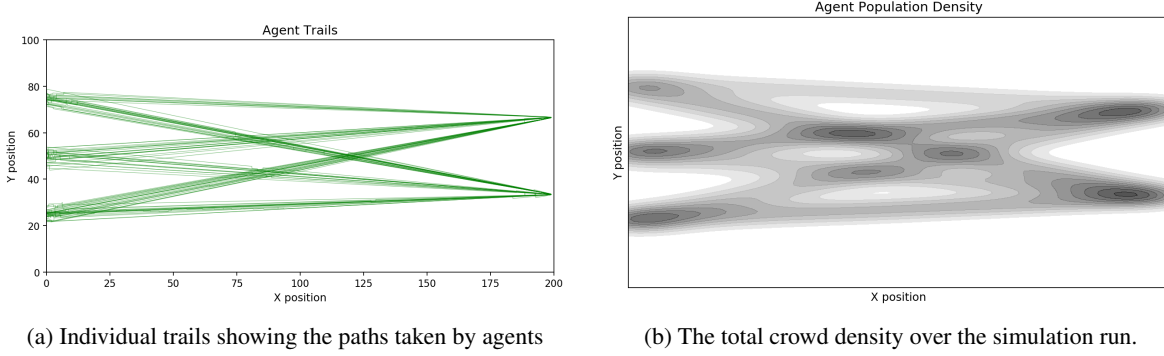 Agent Trails
100
80
60
40
20
0
Y position
0 25 50 75 100 125 150 175 200
X position
(a) Individual trails showing the paths taken by agents
Agent Population Density
Y position
X position
(b) The total crowd density over the simulation run.